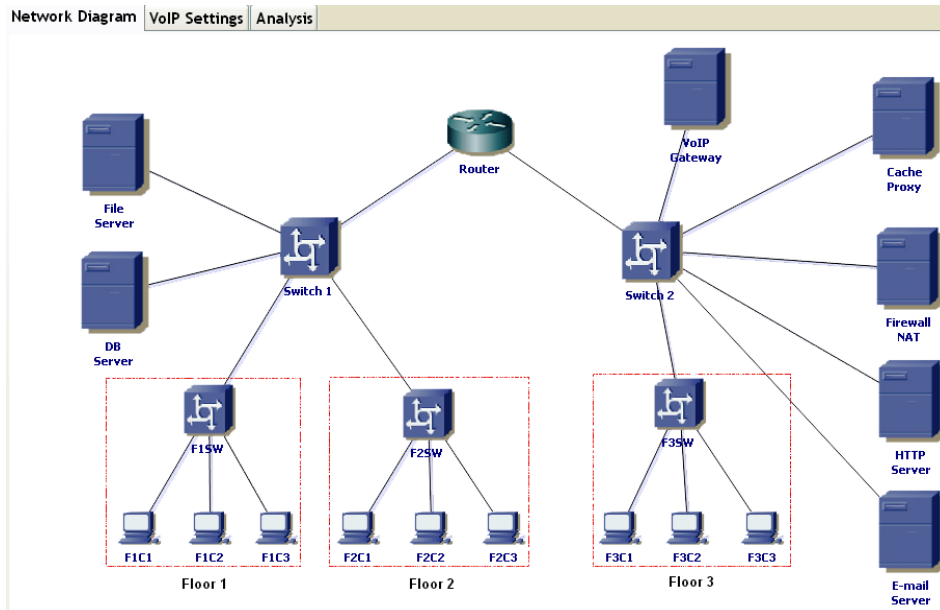 Network Diagram
VoIP Settings
Analysis
VoIP
Gateway
Cache
Proxy
Router
File
Server
Switch 1
Switch 2
DB
Server
Firewall
NAT
F1SW
F2SW
F3SW
HTTP
Server
F1C1
F1C2
F1C3
F2C1
F2C2
F2C3
F3C1
F3C2
F3C3
Floor 1
Floor 2
Floor 3
E-mail
Server